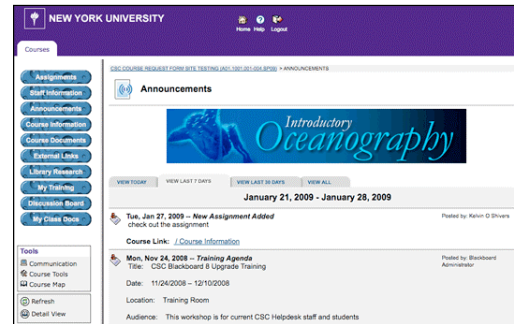 NEW YORK UNIVERSITY
Home Help Logout
Courses
CSC COURSE REQUEST FORM SITE TESTING (A01.1001.001-004.SP09) > ANNOUNCEMENTS
Announcements
Introductory
Oceanography
Assignments
Staff Information
Announcements
Course Information
Course Documents
External Links
Library Research
My Training
Discussion Board
My Class Docs
Tools
Communication
Course Tools
Course Map
Refresh
Detail View
VIEW TODAY VIEW LAST 7 DAYS VIEW LAST 30 DAYS VIEW ALL
January 21, 2009 - January 28, 2009
Tue, Jan 27, 2009 -- New Assignment Added Posted by: Kelvin D Shivers
check out the assignment
Course Link: / Course Information
Mon, Nov 24, 2008 -- Training Agenda Posted by: Blackboard
Title: CSC Blackboard 8 Upgrade Training Administrator
Date: 11/24/2008 – 12/10/2008
Location: Training Room
Audience: This workshop is for current CSC Helpdesk staff and students